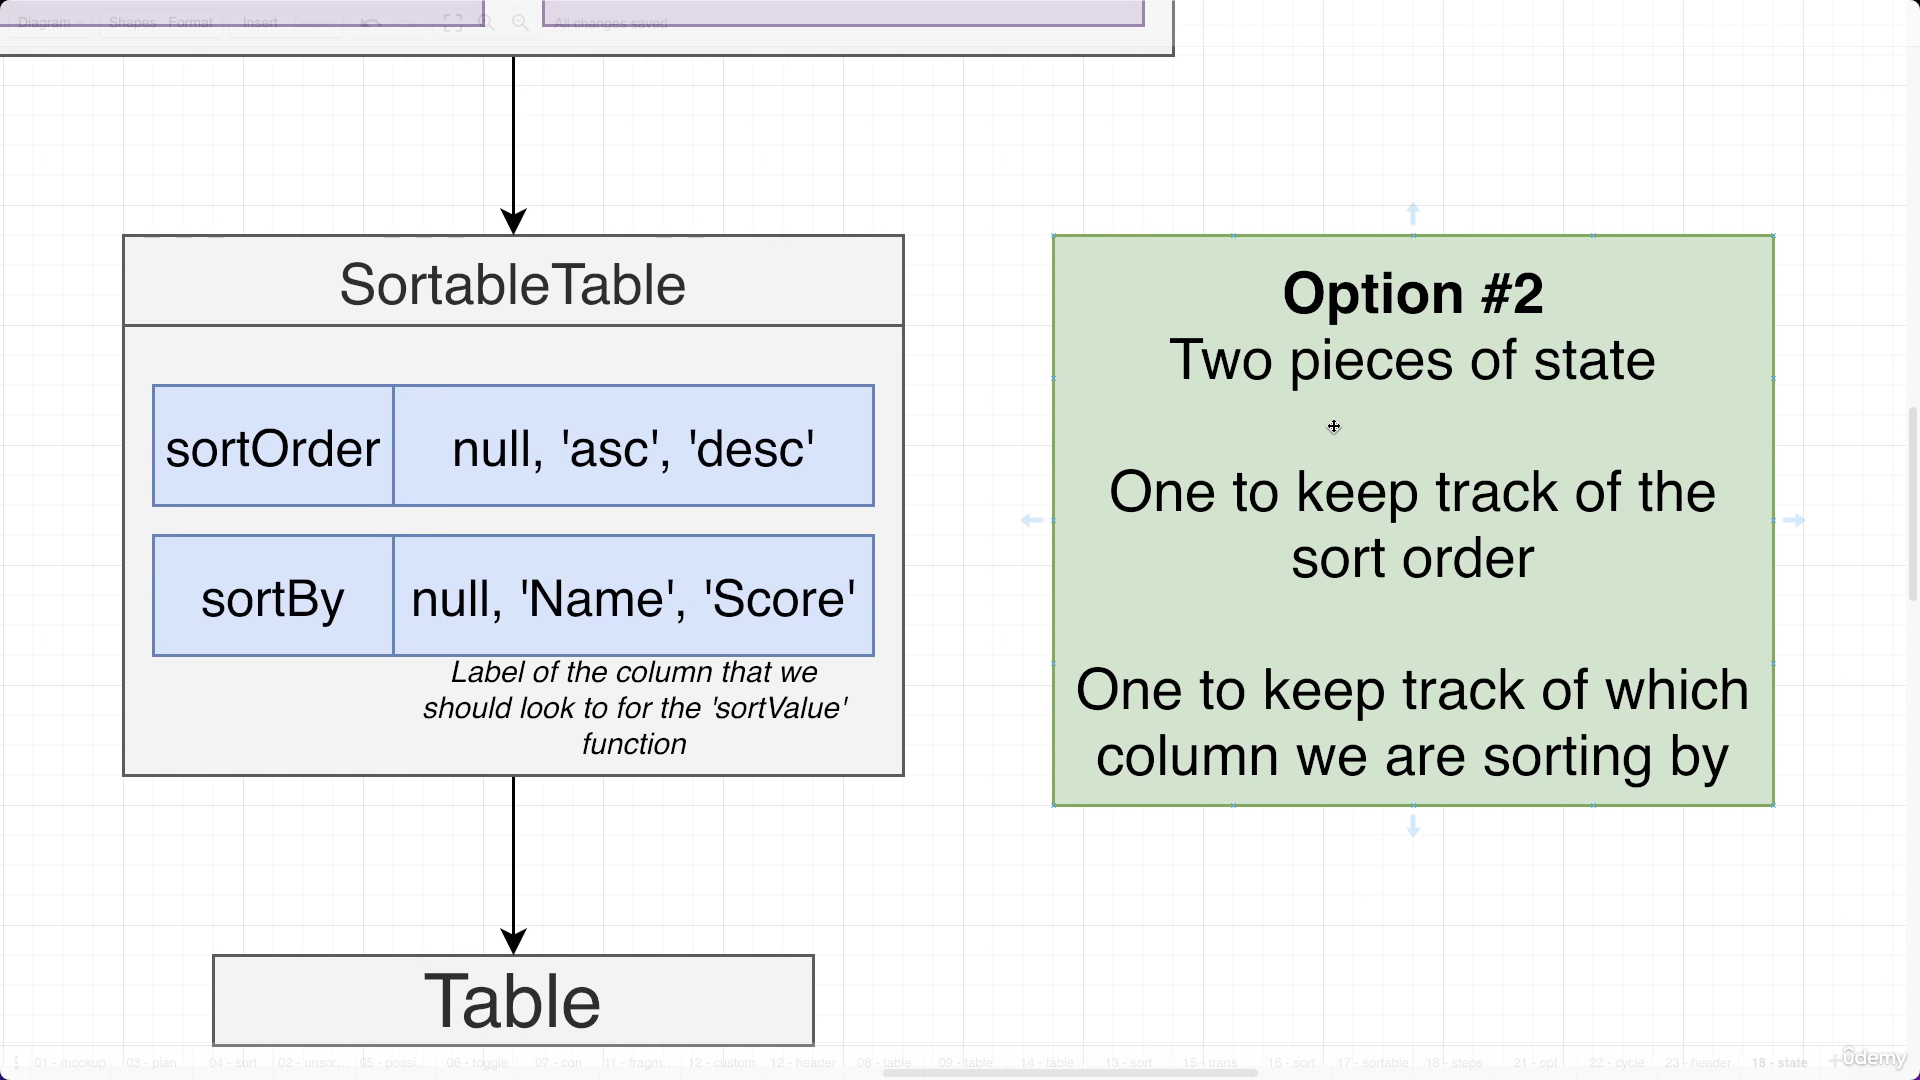 Diagram Shapes Format Insert Delete All changes saved
SortableTable
sortOrder null, 'asc', 'desc'
sortBy null, 'Name', 'Score'
Label of the column that we
should look to for the 'sortValue'
function
Table
Option #2
Two pieces of state
One to keep track of the
sort order
One to keep track of which
column we are sorting by
01 - mockup 03 - plan 04 - sort 02 - unsor... 05 - possi... 06 - toggle 07 - con 11 - fragm... 12 - custom 12 - header 08 - table 09 - table 14 - table 13 - sort 15 - trans 16 - sort 17 - sortable 18 - steps 21 - opt 22 - cycle 23 - header 18 - state
ûdemy